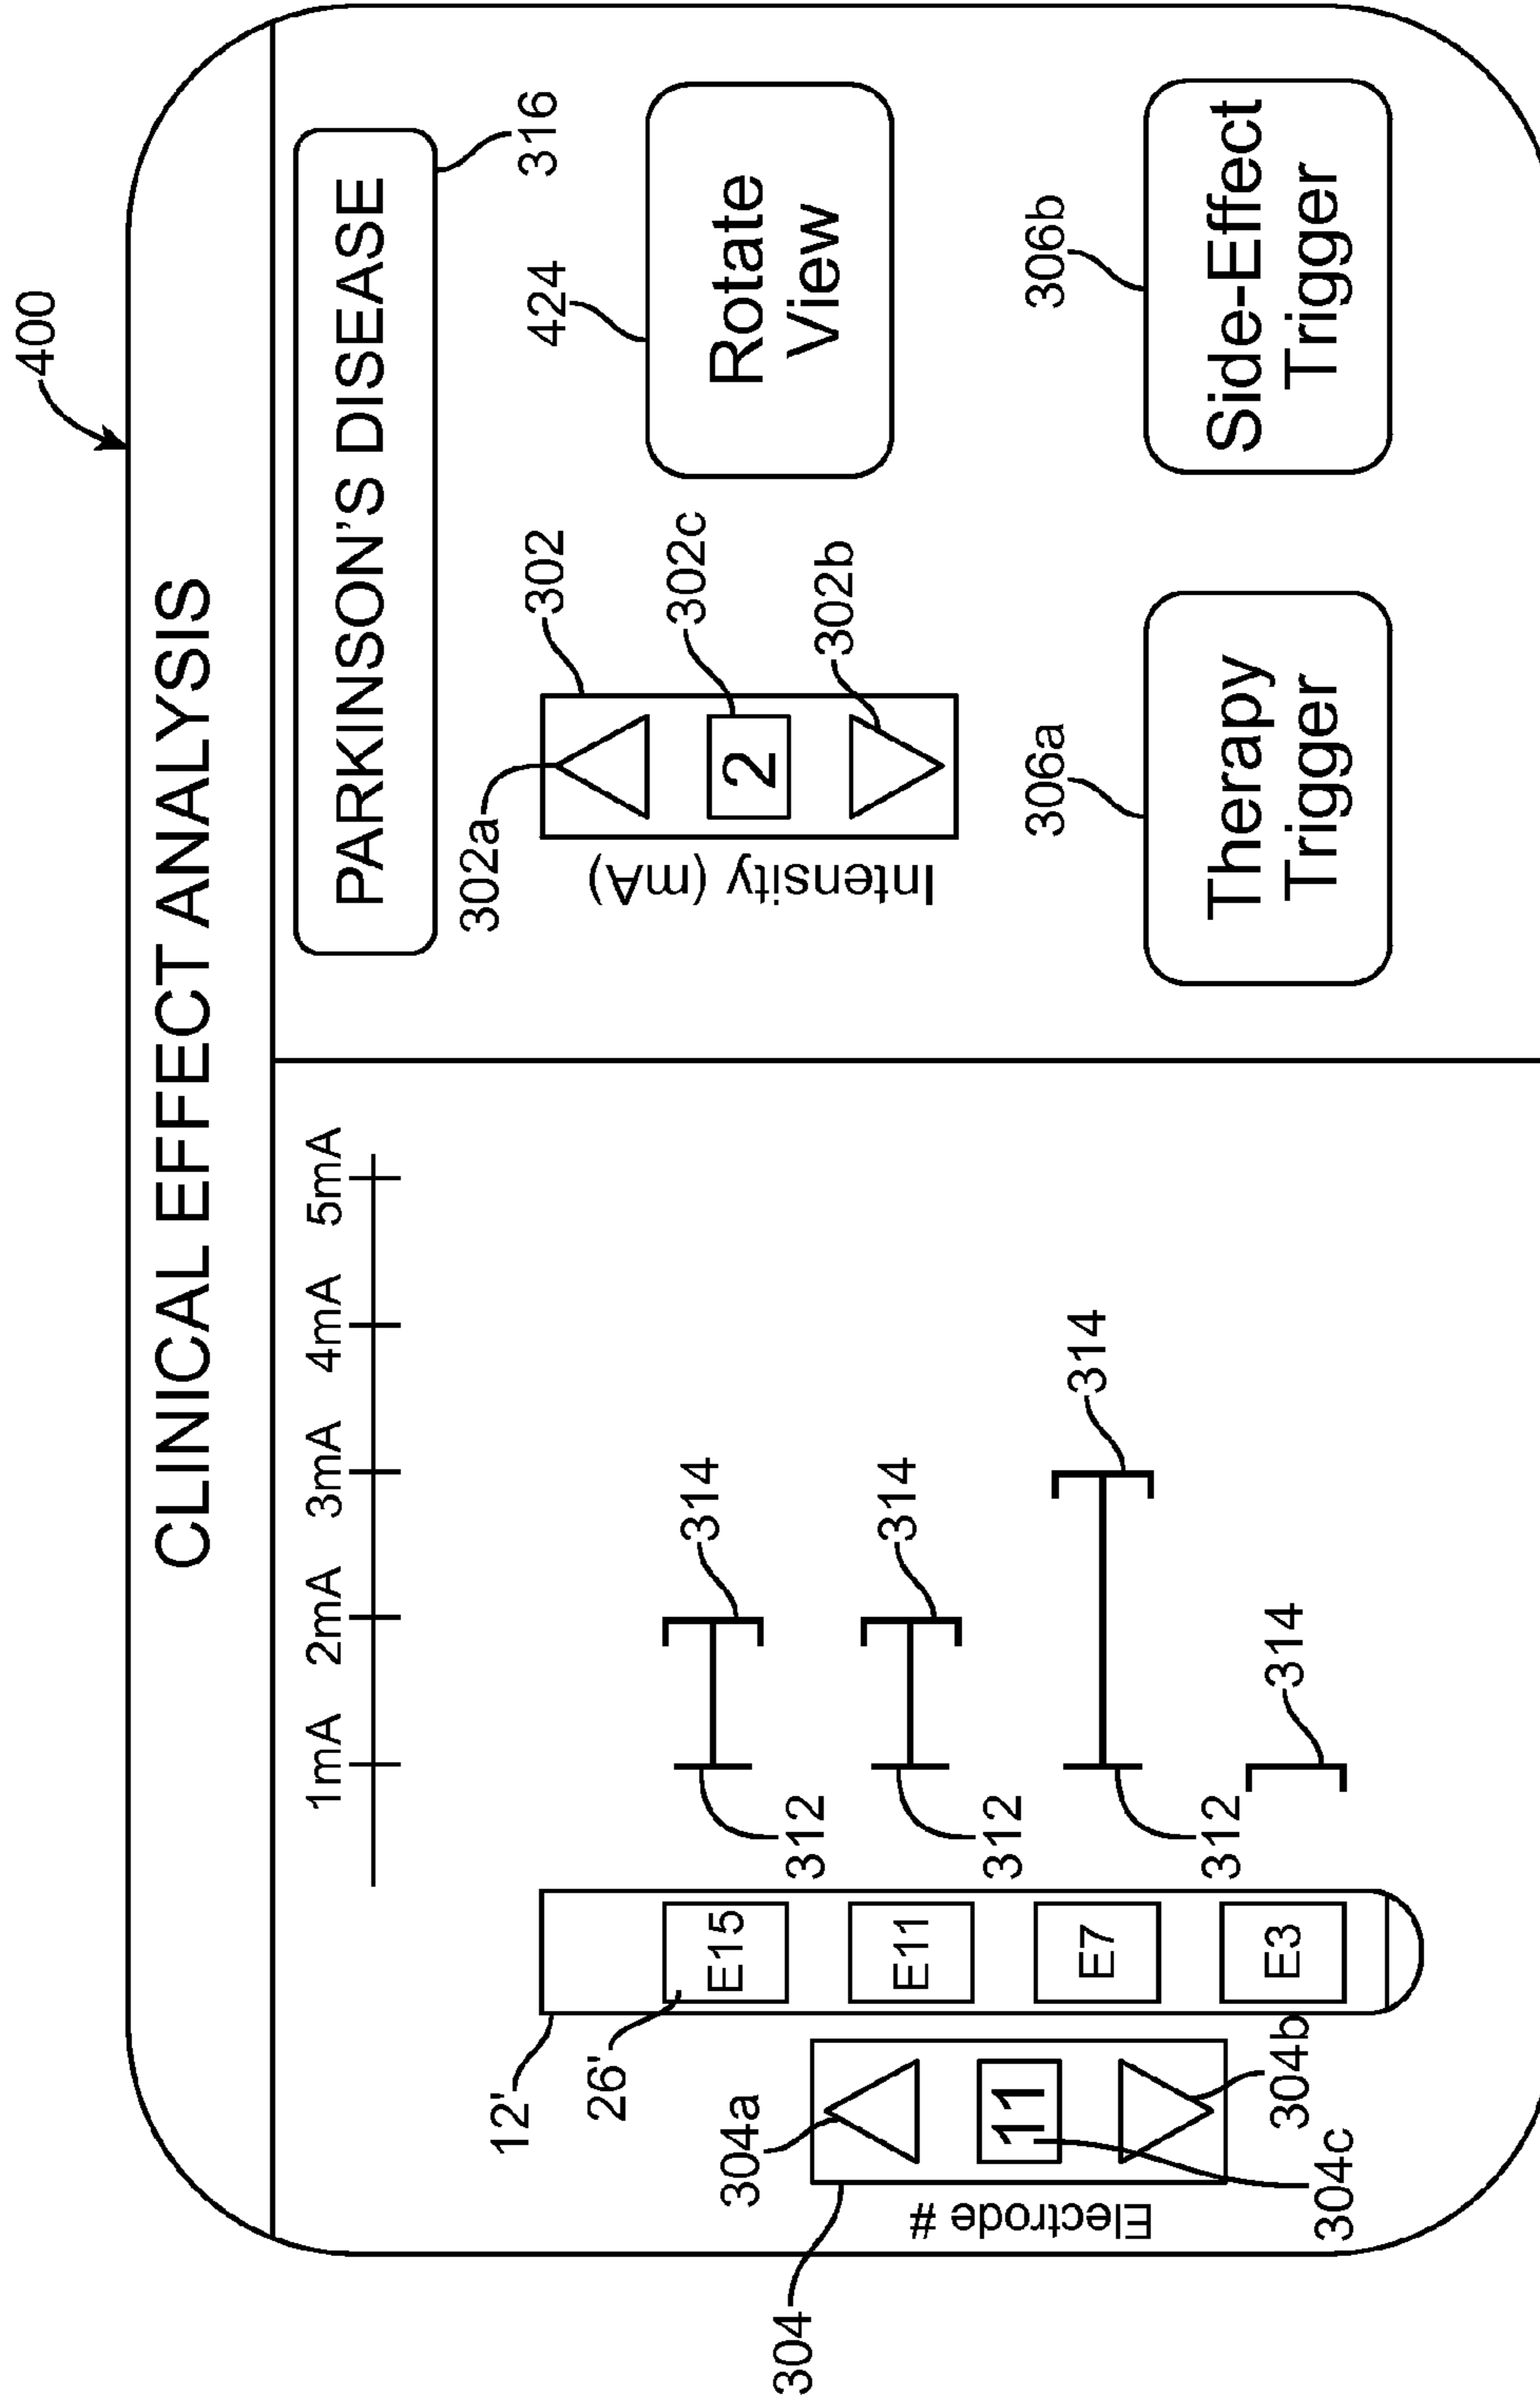 400
CLINICAL EFFECT ANALYSIS
1mA 2mA 3mA 4mA 5mA
PARKINSON'S DISEASE
316
12'
26'
304a
304
Electrode #
11
304b
304c
E15
E11
E7
E3
312
314
312
314
312
314
314
302a
302
Intensity (mA)
2
302c
302b
424
Rotate
View
306a
Therapy
Trigger
306b
Side-Effect
Trigger